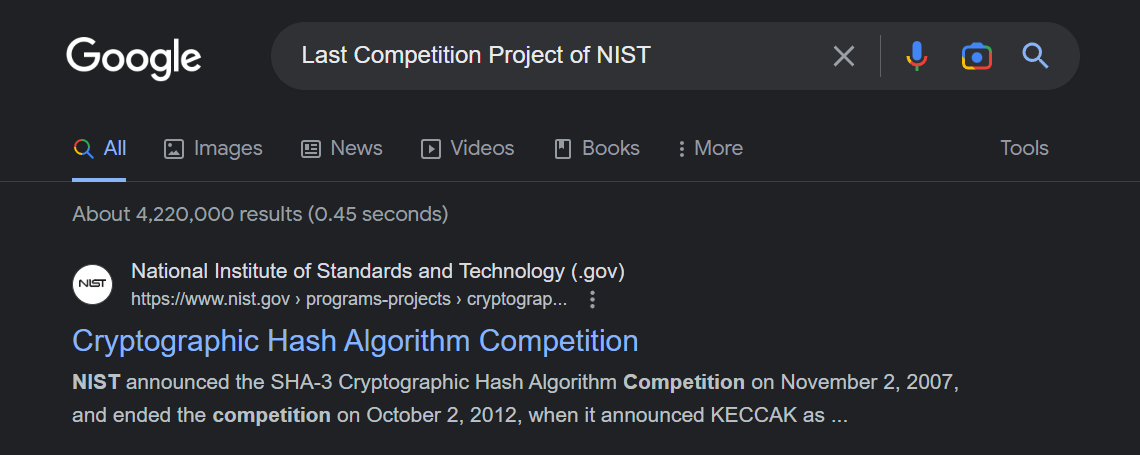 Google
Last Competition Project of NIST
All Images News Videos Books More Tools
About 4,220,000 results (0.45 seconds)
NIST
National Institute of Standards and Technology (.gov)
https://www.nist.gov › programs-projects › cryptograp...
Cryptographic Hash Algorithm Competition
NIST announced the SHA-3 Cryptographic Hash Algorithm Competition on November 2, 2007,
and ended the competition on October 2, 2012, when it announced KECCAK as ...